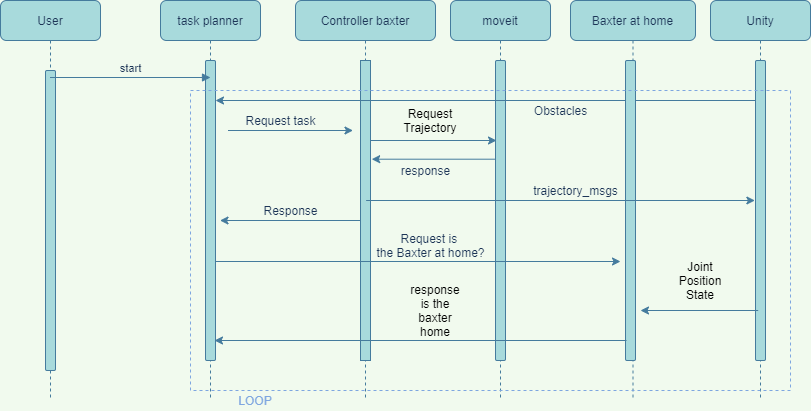 User
task planner
Controller baxter
moveit
Baxter at home
Unity
start
Obstacles
Request task
Request
Trajectory
response
trajectory_msgs
Response
Request is
the Baxter at home?
Joint
Position
State
response
is the
baxter
home
LOOP